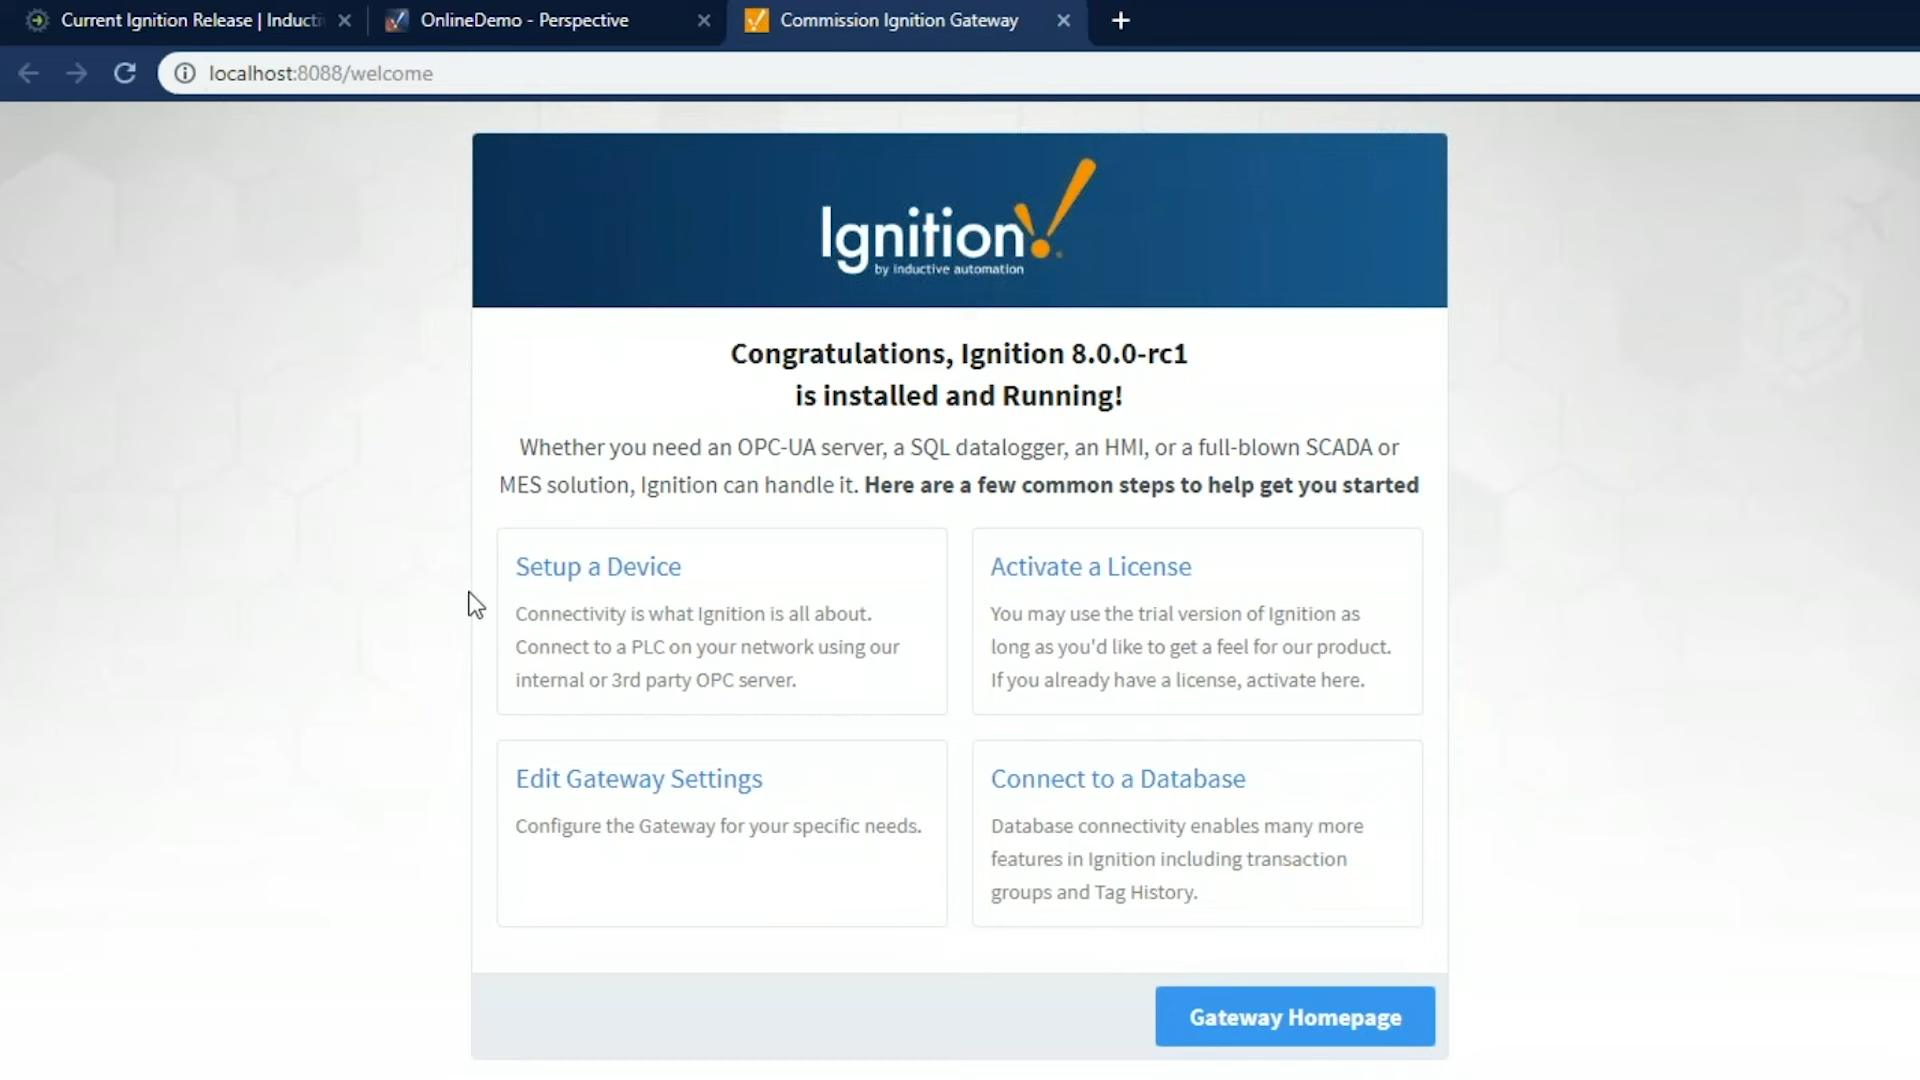 Current Ignition Release | Inducti
OnlineDemo - Perspective
Commission Ignition Gateway
localhost:8088/welcome
Ignition!
by inductive automation
Congratulations, Ignition 8.0.0-rc1
is installed and Running!
Whether you need an OPC-UA server, a SQL datalogger, an HMI, or a full-blown SCADA or
MES solution, Ignition can handle it. Here are a few common steps to help get you started
Setup a Device
Connectivity is what Ignition is all about.
Connect to a PLC on your network using our
internal or 3rd party OPC server.
Activate a License
You may use the trial version of Ignition as
long as you'd like to get a feel for our product.
If you already have a license, activate here.
Edit Gateway Settings
Configure the Gateway for your specific needs.
Connect to a Database
Database connectivity enables many more
features in Ignition including transaction
groups and Tag History.
Gateway Homepage